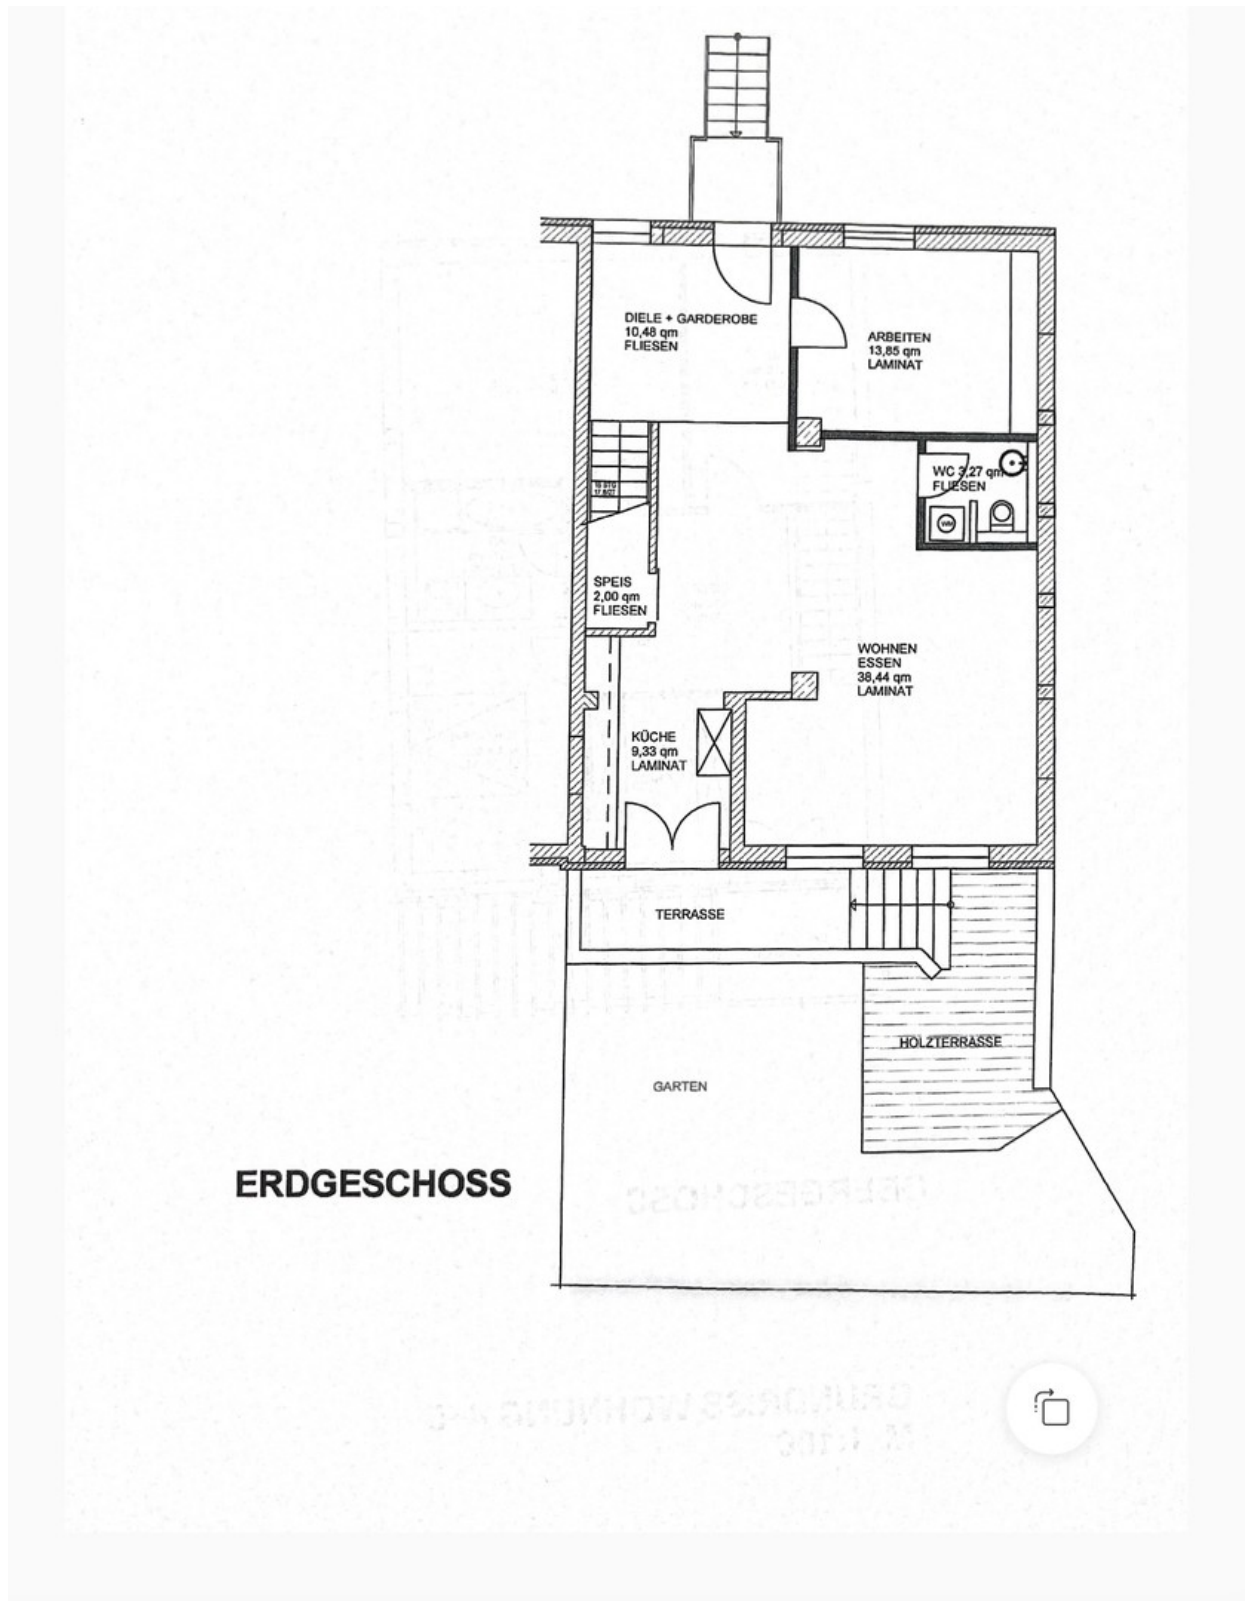 DIELE + GARDEROBE
10,48 qm
FLIESEN
ARBEITEN
13,85 qm
LAMINAT
WC 3,27 qm
FLIESEN
WM
SPEIS
2,00 qm
FLIESEN
WOHNEN
ESSEN
38,44 qm
LAMINAT
KÜCHE
9,33 qm
LAMINAT
TERRASSE
HOLZTERRASSE
GARTEN
ERDGESCHOSS